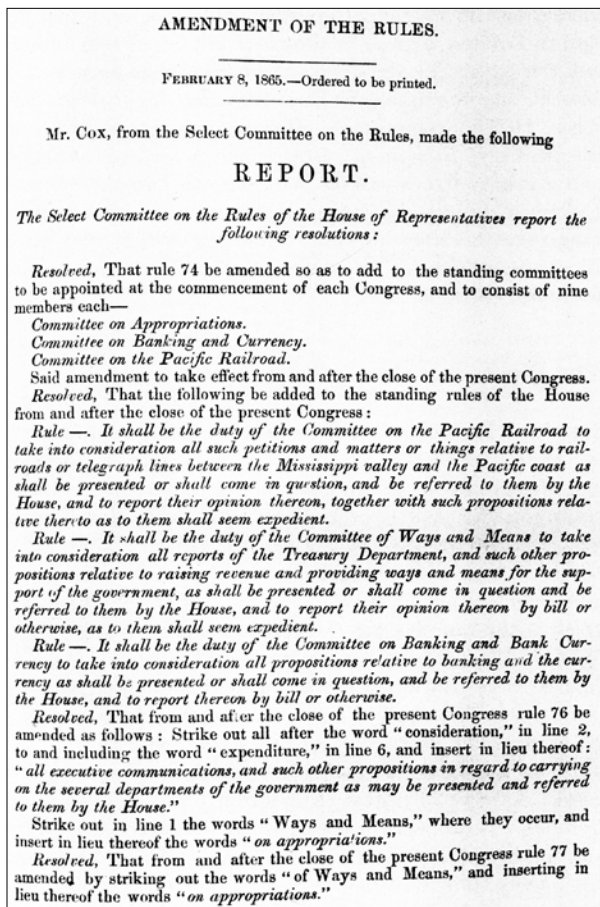 AMENDMENT OF THE RULES.
FEBRUARY 8, 1865.—Ordered to be printed.
Mr. COX, from the Select Committee on the Rules, made the following
REPORT.
The Select Committee on the Rules of the House of Representatives report the
following resolutions:
Resolved, That rule 74 be amended so as to add to the standing committees
to be appointed at the commencement of each Congress, and to consist of nine
members each—
Committee on Appropriations.
Committee on Banking and Currency.
Committee on the Pacific Railroad.
Said amendment to take effect from and after the close of the present Congress.
Resolved, That the following be added to the standing rules of the House
from and after the close of the present Congress:
Rule —. It shall be the duty of the Committee on the Pacific Railroad to
take into consideration all such petitions and matters or things relative to rail-
roads or telegraph lines between the Mississippi valley and the Pacific coast as
shall be presented or shall come in question, and be referred to them by the
House, and to report their opinion thereon, together with such propositions rela-
tive thereto as to them shall seem expedient.
Rule —. It shall be the duty of the Committee of Ways and Means to take
into consideration all reports of the Treasury Department, and such other pro-
positions relative to raising revenue and providing ways and means for the sup-
port of the government, as shall be presented or shall come in question and be
referred to them by the House, and to report their opinion thereon by bill or
otherwise, as to them shall seem expedient.
Rule —. It shall be the duty of the Committee on Banking and Bank Cur-
rency to take into consideration all propositions relative to banking and the cur-
rency as shall be presented or shall come in question, and be referred to them by
the House, and to report thereon by bill or otherwise.
Resolved, That from and after the close of the present Congress rule 76 be
amended as follows: Strike out all after the word "consideration," in line 2,
to and including the word "expenditure," in line 6, and insert in lieu thereof:
"all executive communications, and such other propositions in regard to carrying
on the several departments of the government as may be presented and referred
to them by the House."
Strike out in line 1 the words "Ways and Means," where they occur, and
insert in lieu thereof the words "on appropriations."
Resolved, That from and after the close of the present Congress rule 77 be
amended by striking out the words "of Ways and Means," and inserting in
lieu thereof the words "on appropriations."